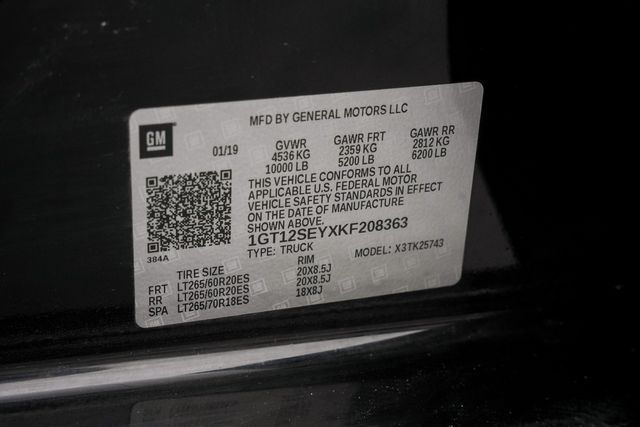 MFD BY GENERAL MOTORS LLC
GM
01/19 GVWR GAWR FRT GAWR RR
4536 KG 2359 KG 2812 KG
10000 LB 5200 LB 6200 LB
THIS VEHICLE CONFORMS TO ALL
APPLICABLE U.S. FEDERAL MOTOR
VEHICLE SAFETY STANDARDS IN EFFECT
ON THE DATE OF MANUFACTURE
SHOWN ABOVE.
1GT12SEYXKF208363
384A TYPE: TRUCK MODEL: X3TK25743
TIRE SIZE RIM
FRT LT265/60R20ES 20X8.5J
RR LT265/60R20ES 20X8.5J
SPA LT265/70R18ES 18X8J